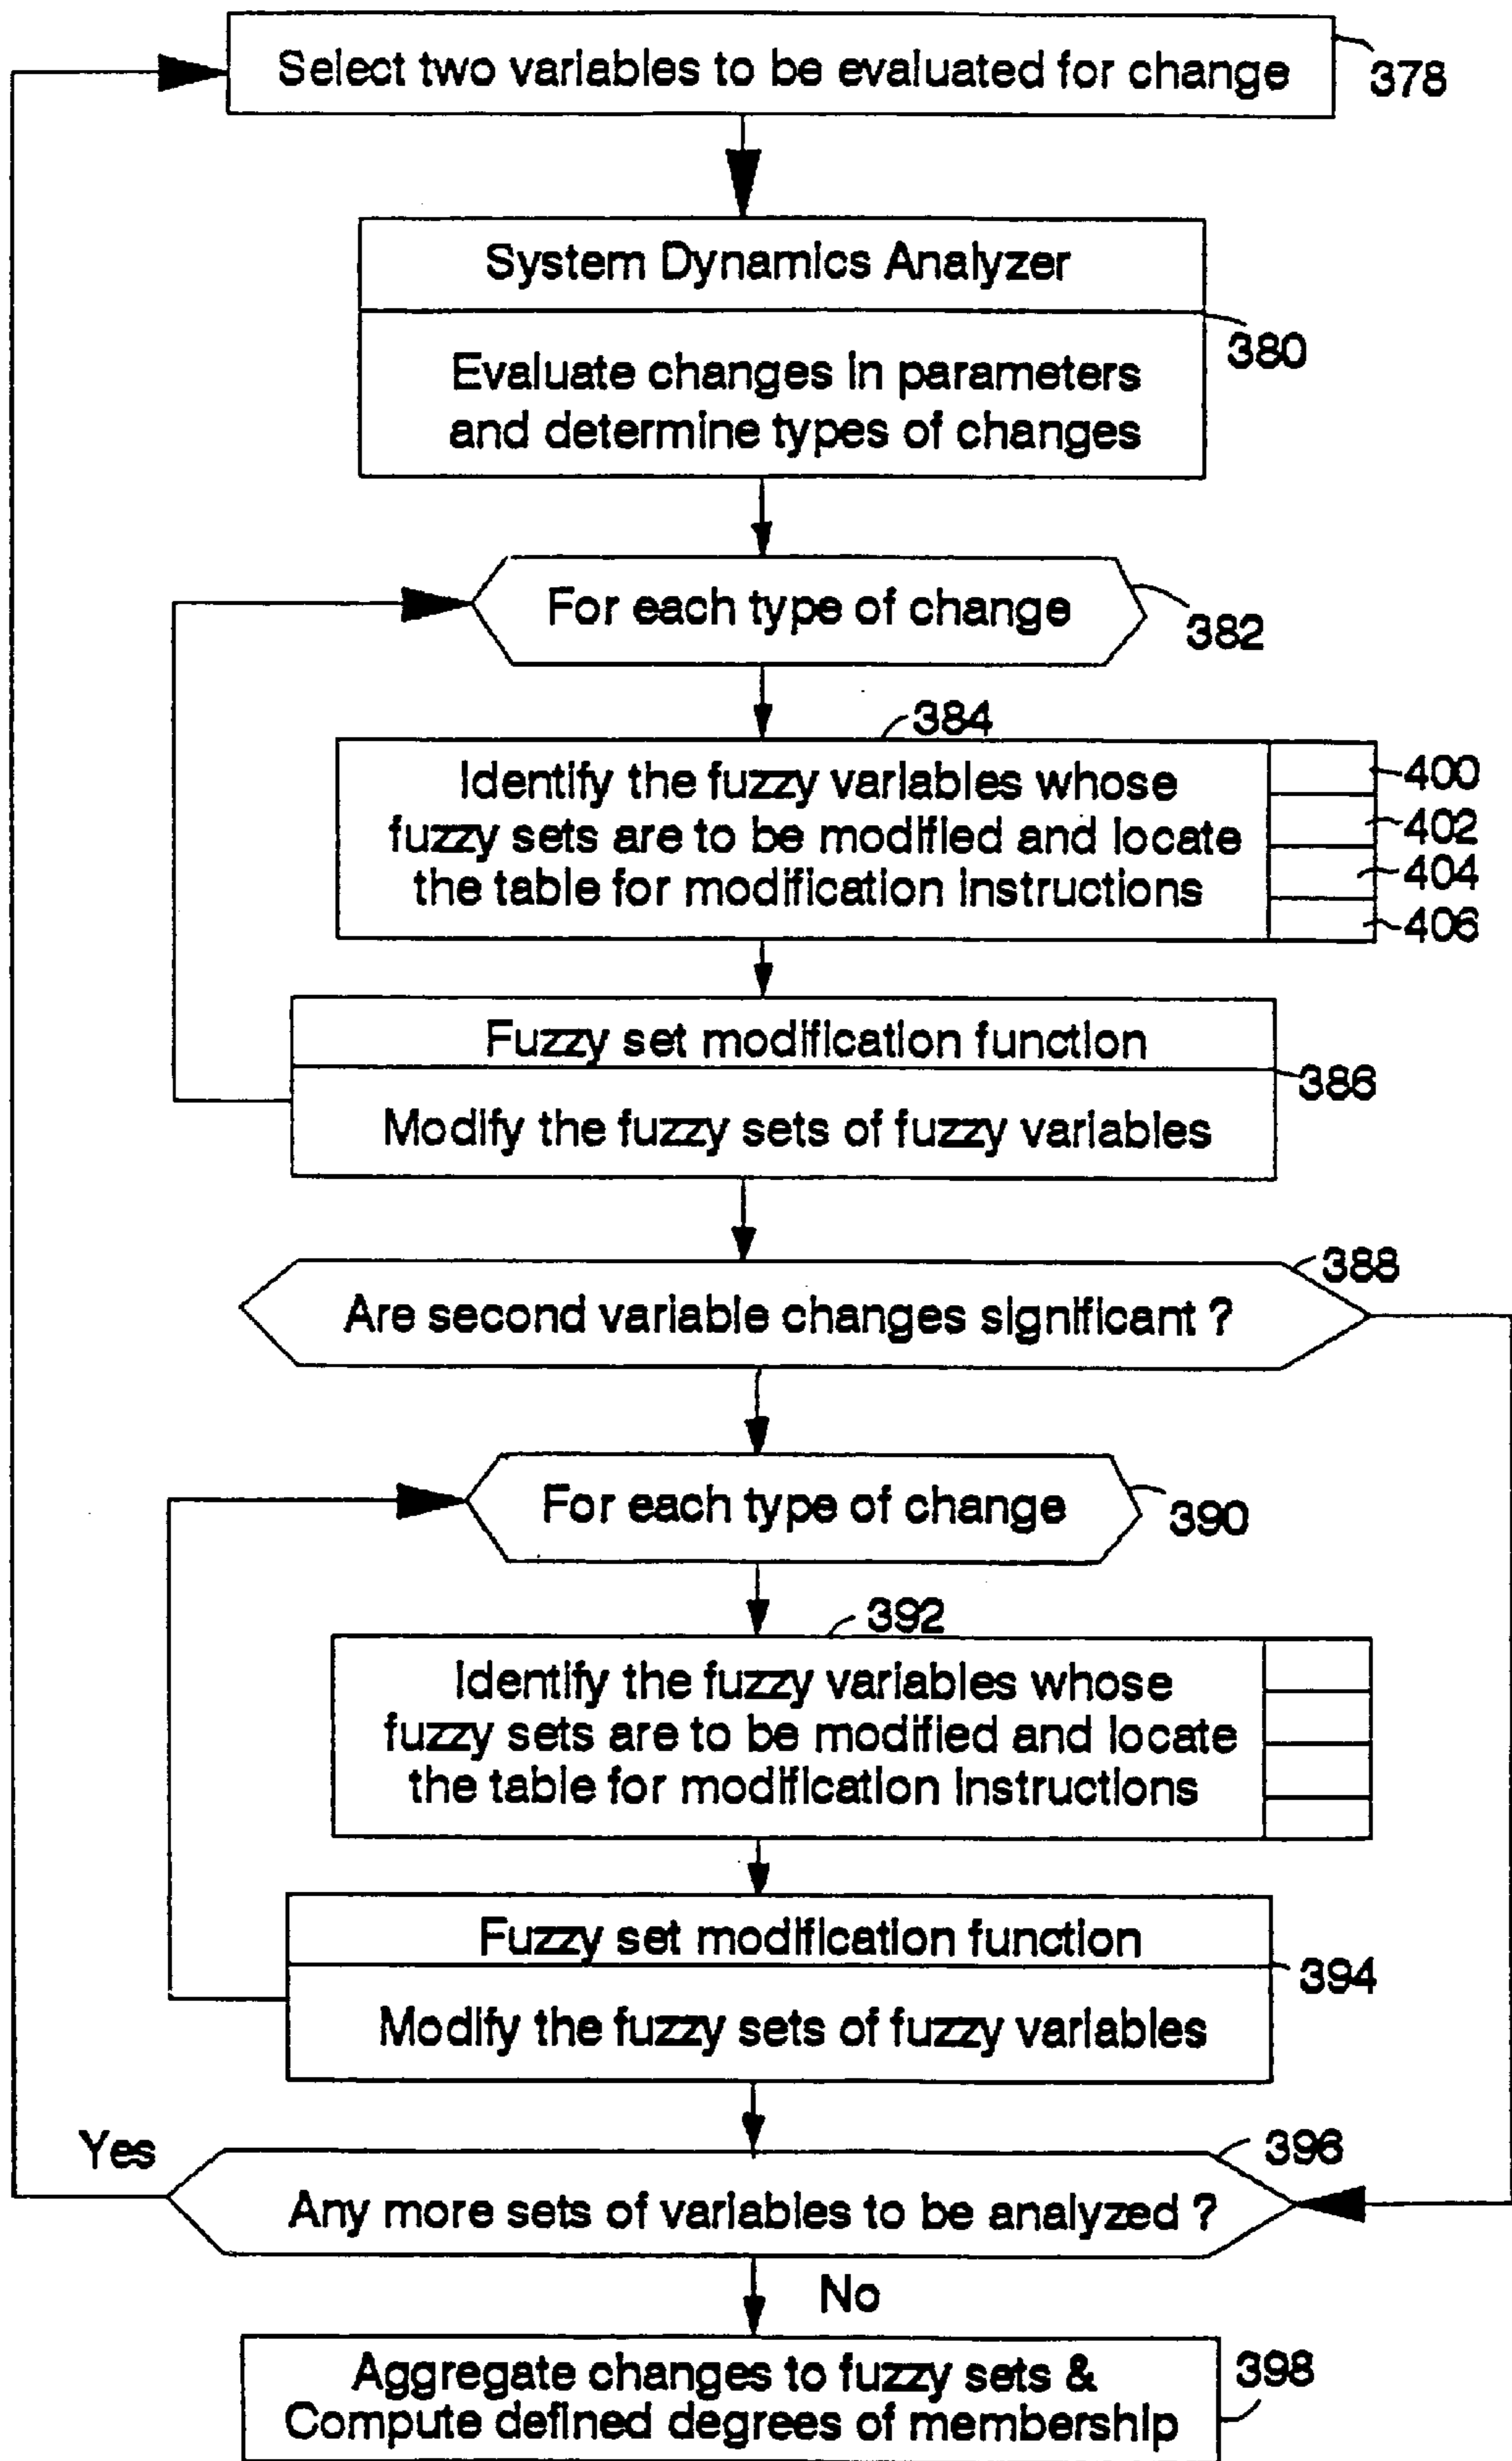 Select two variables to be evaluated for change
378
System Dynamics Analyzer
380
Evaluate changes in parameters
and determine types of changes
For each type of change
382
384
Identify the fuzzy variables whose
fuzzy sets are to be modified and locate
the table for modification instructions
400
402
404
406
Fuzzy set modification function
386
Modify the fuzzy sets of fuzzy variables
388
Are second variable changes significant ?
For each type of change
390
392
Identify the fuzzy variables whose
fuzzy sets are to be modified and locate
the table for modification instructions
Fuzzy set modification function
394
Modify the fuzzy sets of fuzzy variables
Yes
396
Any more sets of variables to be analyzed ?
No
Aggregate changes to fuzzy sets &
Compute defined degrees of membership
398